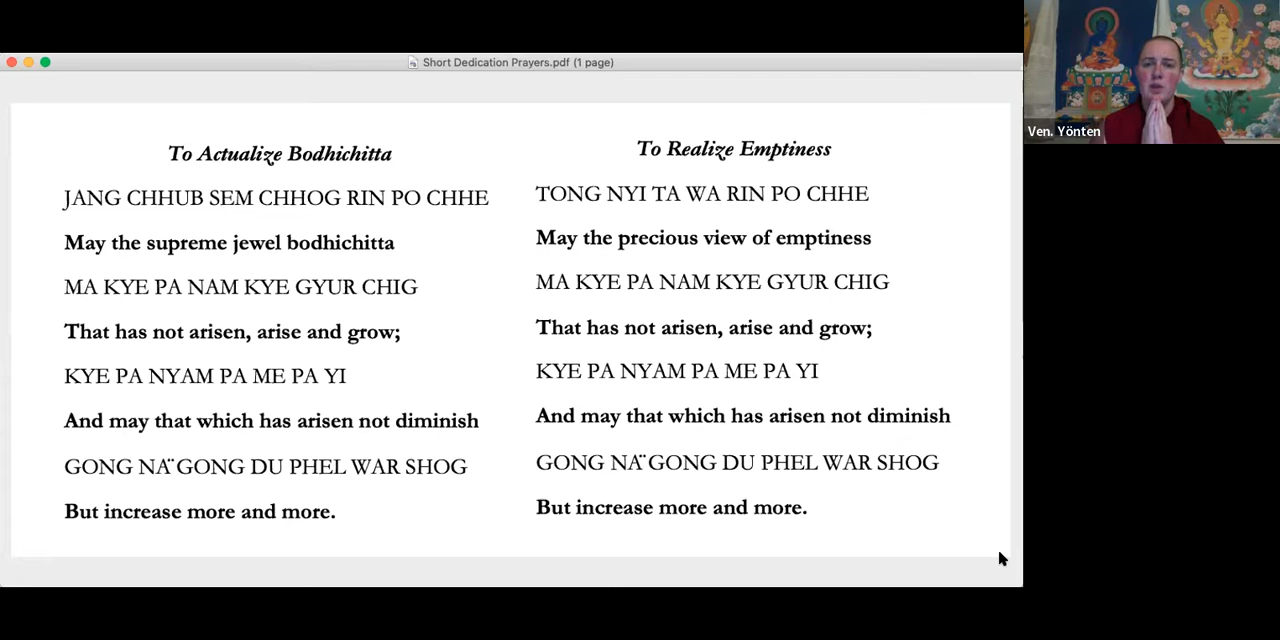 Short Dedication Prayers.pdf (1 page)
To Actualize Bodhichitta
JANG CHHUB SEM CHHOG RIN PO CHHE
May the supreme jewel bodhichitta
MA KYE PA NAM KYE GYUR CHIG
That has not arisen, arise and grow;
KYE PA NYAM PA ME PA YI
And may that which has arisen not diminish
GONG NA¨ GONG DU PHEL WAR SHOG
But increase more and more.
To Realize Emptiness
TONG NYI TA WA RIN PO CHHE
May the precious view of emptiness
MA KYE PA NAM KYE GYUR CHIG
That has not arisen, arise and grow;
KYE PA NYAM PA ME PA YI
And may that which has arisen not diminish
GONG NA¨ GONG DU PHEL WAR SHOG
But increase more and more.
Ven. Yönten